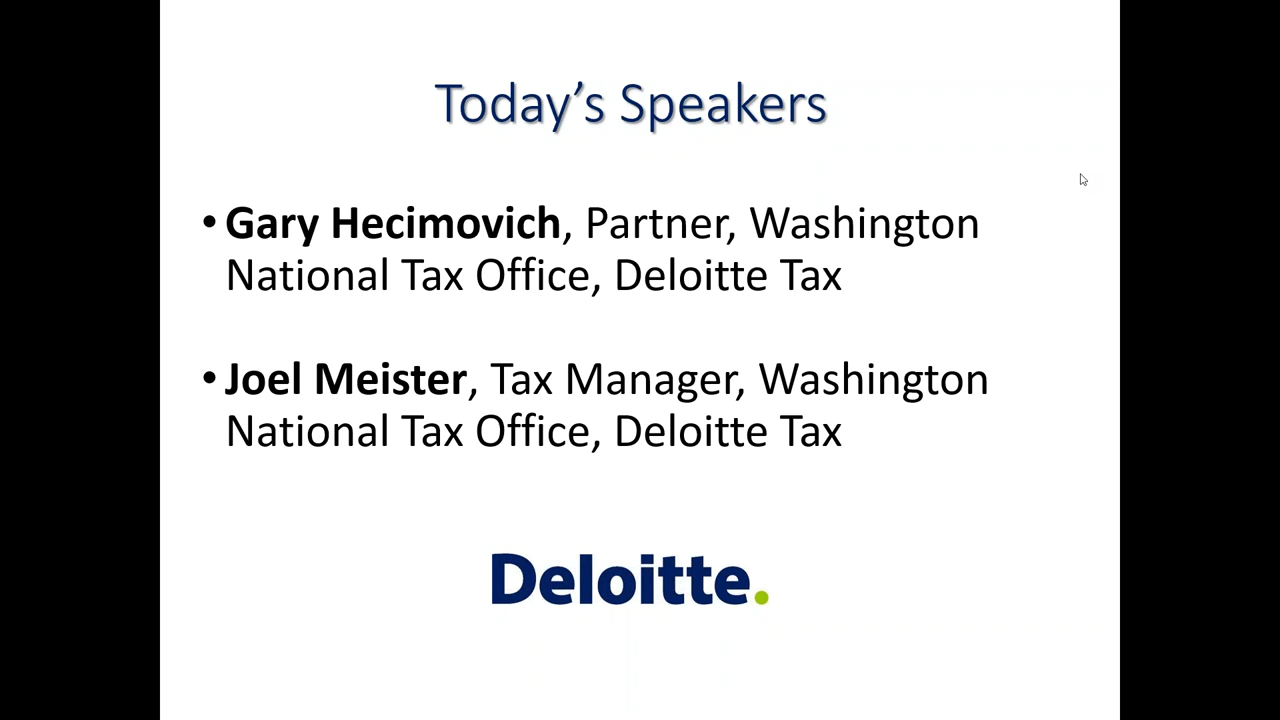 Today's Speakers
• Gary Hecimovich, Partner, Washington
National Tax Office, Deloitte Tax
• Joel Meister, Tax Manager, Washington
National Tax Office, Deloitte Tax
Deloitte.